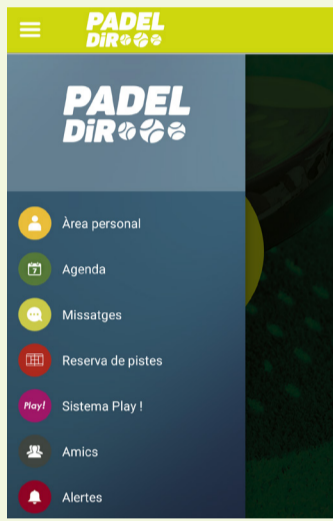 PADEL
DiR
PADEL
DiR
Àrea personal
7
Agenda
Missatges
Reserva de pistes
Play!
Sistema Play !
Amics
Alertes